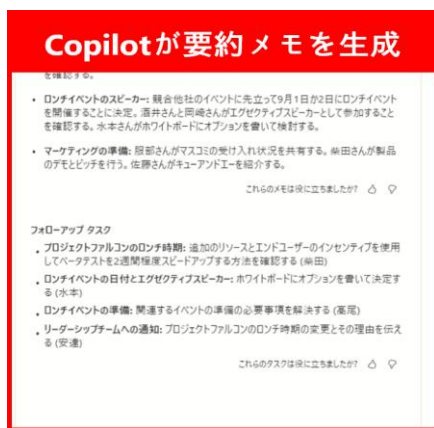 Copilotが要約メモを生成
を確認する。
• ロンチイベントのスピーカー: 競合他社のイベントに先立って9月1日か2日にロンチイベント
を開催することに決定。酒井さんと岡崎さんがエグゼクティブスピーカーとして参加すること
を確認する。水本さんがホワイトボードにオプションを書いて検討する。
• マーケティングの準備: 服部さんがマスコミの受け入れ状況を共有する。柴田さんが製品
のデモとピッチを行う。佐藤さんがキューアンドエーを紹介する。
これらのメモは役に立ちましたか?
フォローアップ タスク
• プロジェクトファルコンのロンチ時期: 追加のリソースとエンドユーザーのインセンティブを使用
してベータテストを2週間程度スピードアップする方法を確認する (柴田)
• ロンチイベントの日付とエグゼクティブスピーカー: ホワイトボードにオプションを書いて決定す
る (水本)
• ロンチイベントの準備: 関連するイベントの準備の必要事項を解決する (高尾)
• リーダーシップチームへの通知: プロジェクトファルコンのロンチ時期の変更とその理由を伝え
る (安達)
これらのタスクは役に立ちましたか?